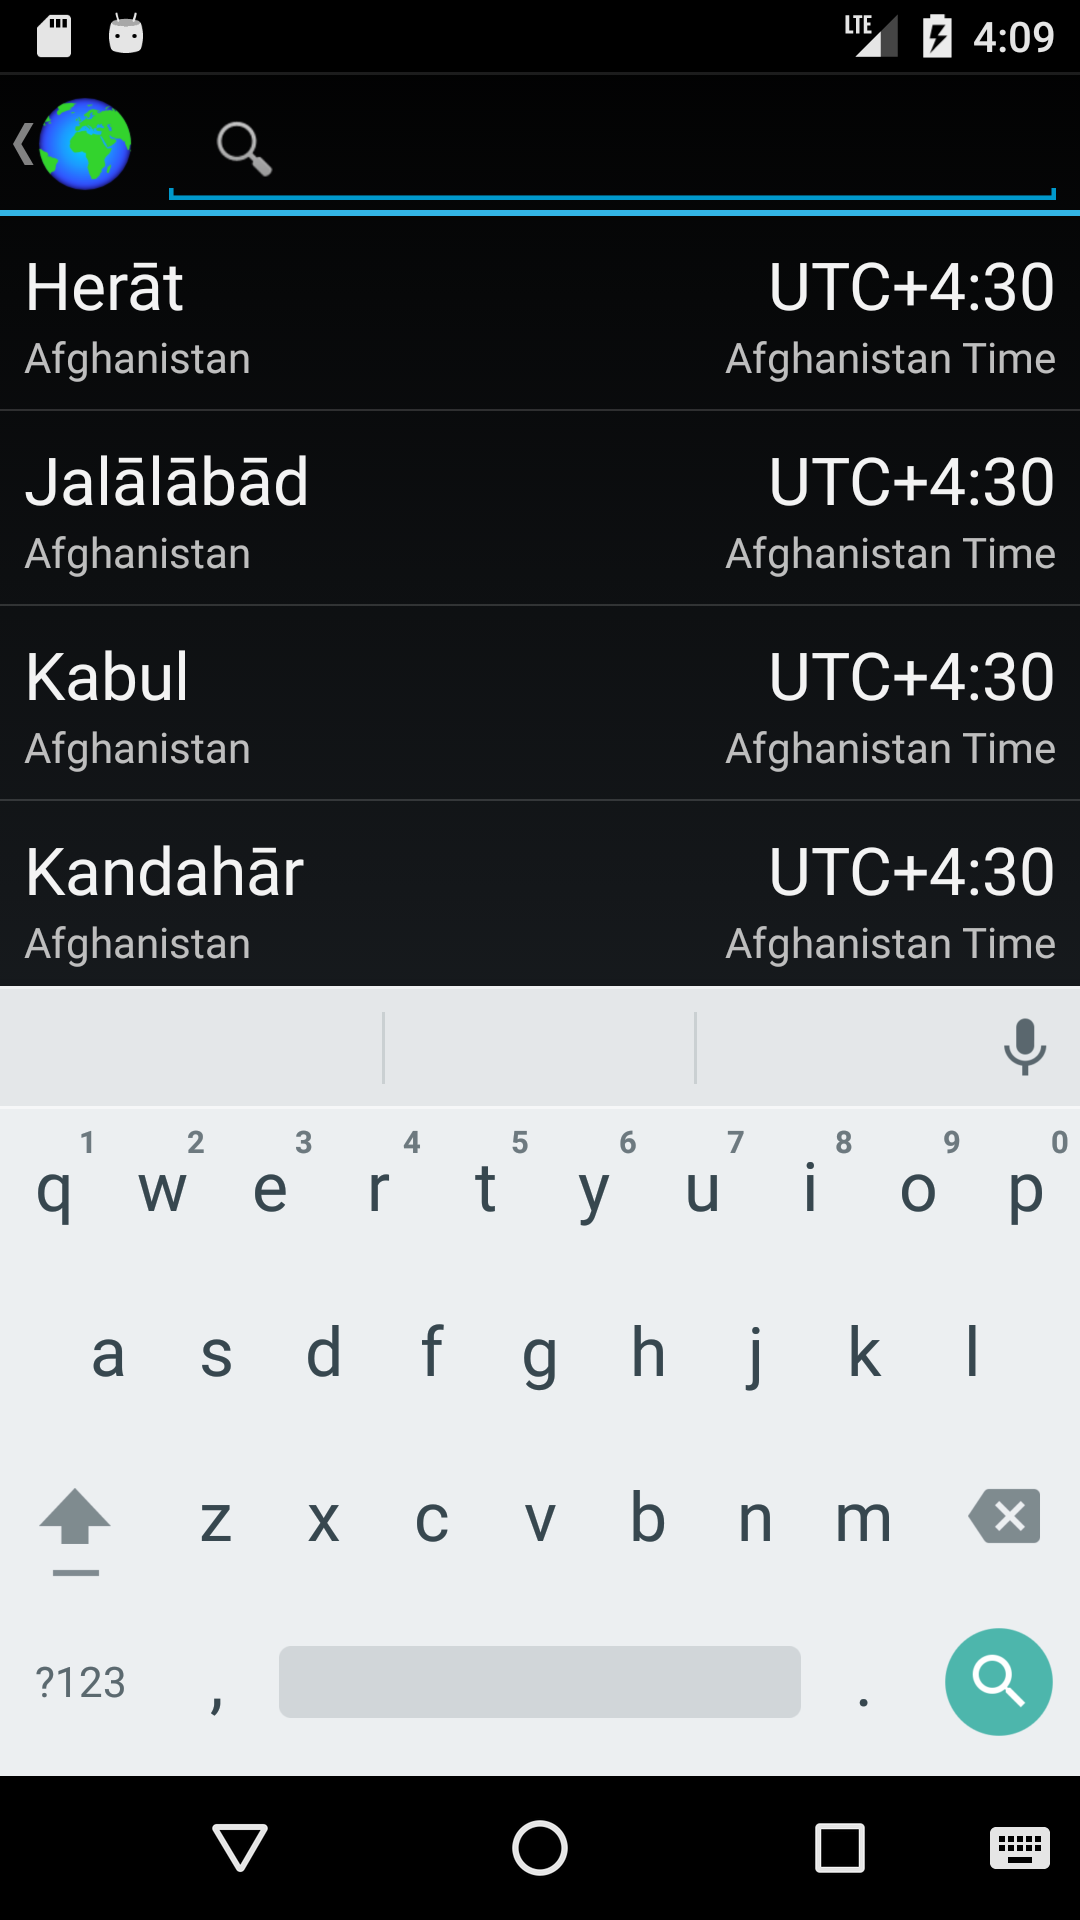 LTE 4:09
Herāt UTC+4:30
Afghanistan Afghanistan Time
Jalālābād UTC+4:30
Afghanistan Afghanistan Time
Kabul UTC+4:30
Afghanistan Afghanistan Time
Kandahār UTC+4:30
Afghanistan Afghanistan Time
1 2 3 4 5 6 7 8 9 0
q w e r t y u i o p
a s d f g h j k l
z x c v b n m
?123 , .